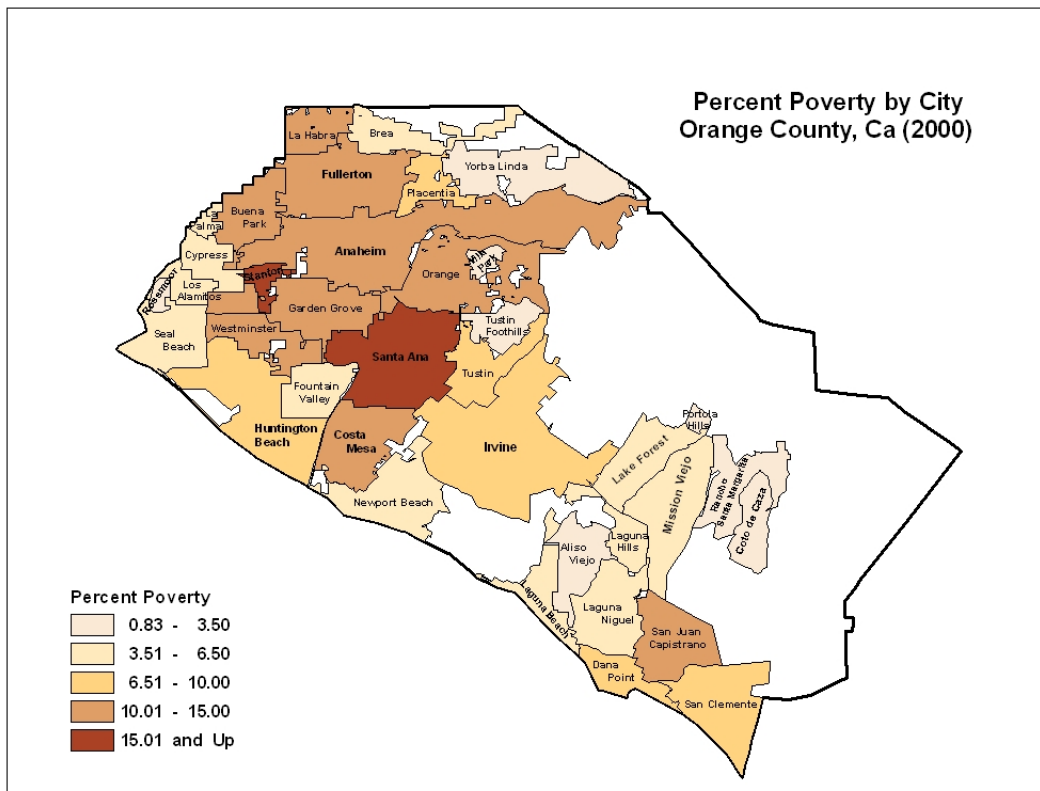 Percent Poverty by City
Orange County, Ca (2000)
La Habra
Brea
Yorba Linda
Fullerton
Placentia
La
Palma
Buena
Park
Anaheim
Cypress
Orange
Villa
Park
Stanton
Rossmoor
Los
Alamitos
Garden Grove
Tustin
Foothills
Seal
Beach
Westminster
Santa Ana
Tustin
Fountain
Valley
Huntington
Beach
Costa
Mesa
Irvine
Portola
Hills
Lake Forest
Mission Viejo
Rancho
Santa Margarita
Coto de Caza
Newport Beach
Laguna
Hills
Aliso
Viejo
Laguna Beach
Laguna
Niguel
San Juan
Capistrano
Dana
Point
San Clemente
Percent Poverty
0.83 - 3.50
3.51 - 6.50
6.51 - 10.00
10.01 - 15.00
15.01 and Up